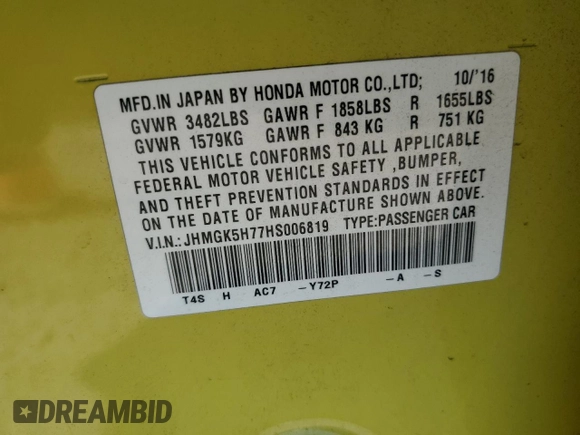 MFD.IN JAPAN BY HONDA MOTOR CO.,LTD; 10/'16
GVWR 3482LBS GAWR F 1858LBS R 1655LBS
GVWR 1579KG GAWR F 843 KG R 751 KG
THIS VEHICLE CONFORMS TO ALL APPLICABLE
FEDERAL MOTOR VEHICLE SAFETY ,BUMPER,
AND THEFT PREVENTION STANDARDS IN EFFECT
ON THE DATE OF MANUFACTURE SHOWN ABOVE.
V.I.N.:JHMGK5H77HS006819 TYPE:PASSENGER CAR
T4S H AC7 -Y72P -A -S
DREAMBID